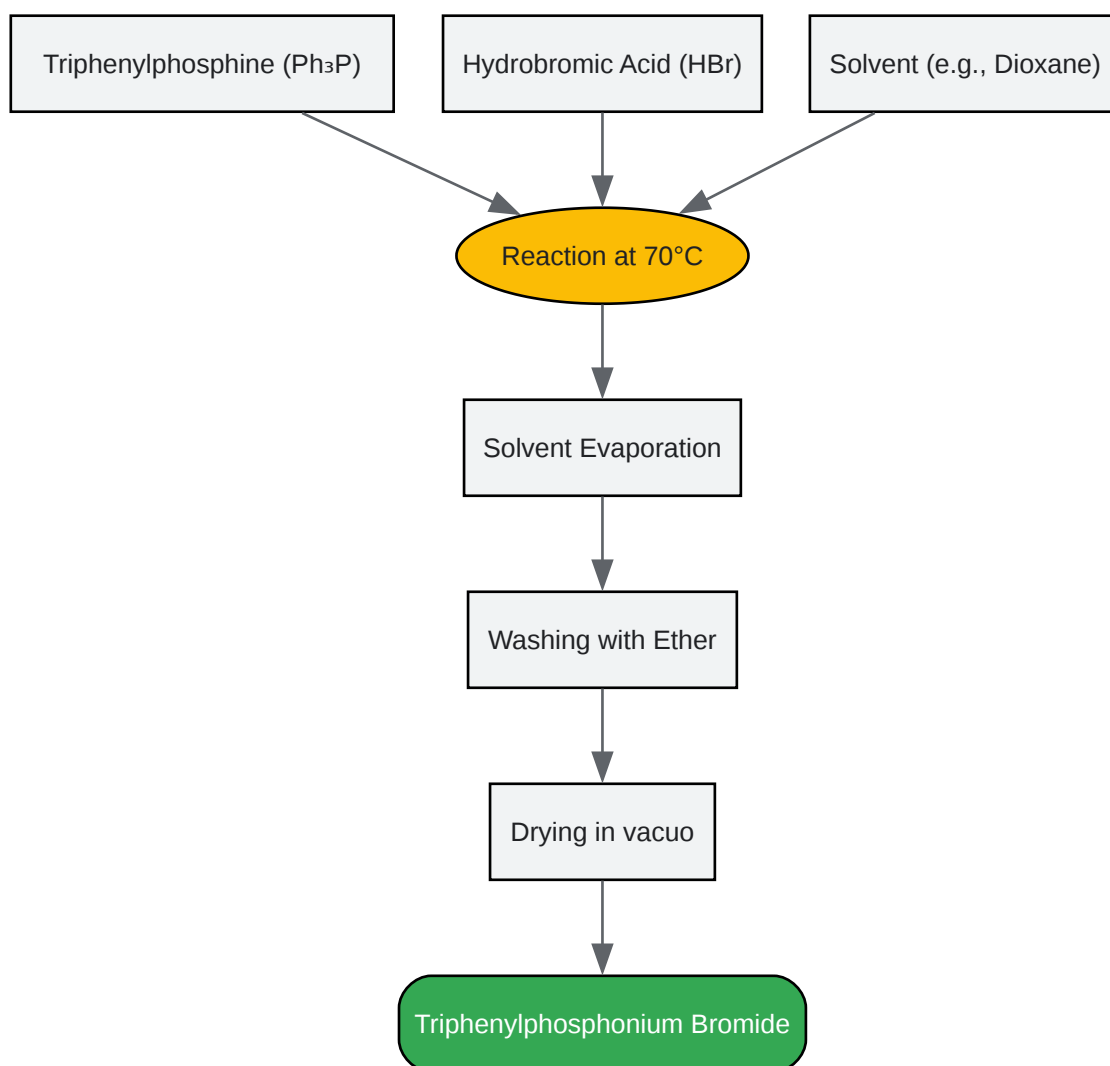 Triphenylphosphine (Ph₃P)
Hydrobromic Acid (HBr)
Solvent (e.g., Dioxane)
Reaction at 70°C
Solvent Evaporation
Washing with Ether
Drying in vacuo
Triphenylphosphonium Bromide